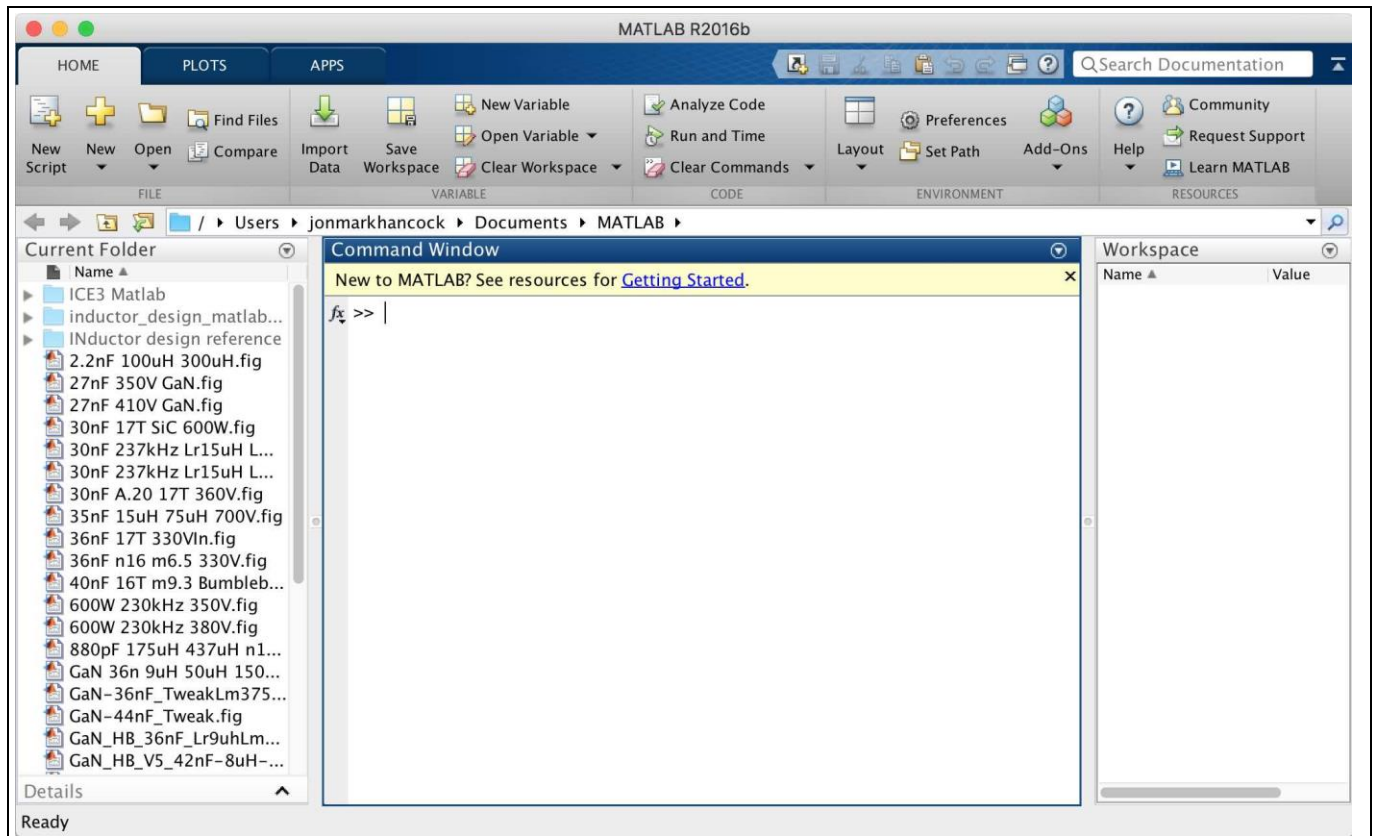 MATLAB R2016b
HOME PLOTS APPS
Search Documentation
New Script
New
Open
Find Files
Compare
Import Data
Save Workspace
New Variable
Open Variable
Clear Workspace
Analyze Code
Run and Time
Clear Commands
Layout
Preferences
Set Path
Add-Ons
Help
Community
Request Support
Learn MATLAB
FILE VARIABLE CODE ENVIRONMENT RESOURCES
/ ▸ Users ▸ jonmarkhancock ▸ Documents ▸ MATLAB ▸
Current Folder
Name
ICE3 Matlab
inductor_design_matlab...
INductor design reference
2.2nF 100uH 300uH.fig
27nF 350V GaN.fig
27nF 410V GaN.fig
30nF 17T SiC 600W.fig
30nF 237kHz Lr15uH L...
30nF 237kHz Lr15uH L...
30nF A.20 17T 360V.fig
35nF 15uH 75uH 700V.fig
36nF 17T 330VIn.fig
36nF n16 m6.5 330V.fig
40nF 16T m9.3 Bumbleb...
600W 230kHz 350V.fig
600W 230kHz 380V.fig
880pF 175uH 437uH n1...
GaN 36n 9uH 50uH 150...
GaN-36nF_TweakLm375...
GaN-44nF_Tweak.fig
GaN_HB_36nF_Lr9uhLm...
GaN_HB_V5_42nF-8uH-...
Details
Command Window
New to MATLAB? See resources for Getting Started.
fx >>
Workspace
Name Value
Ready